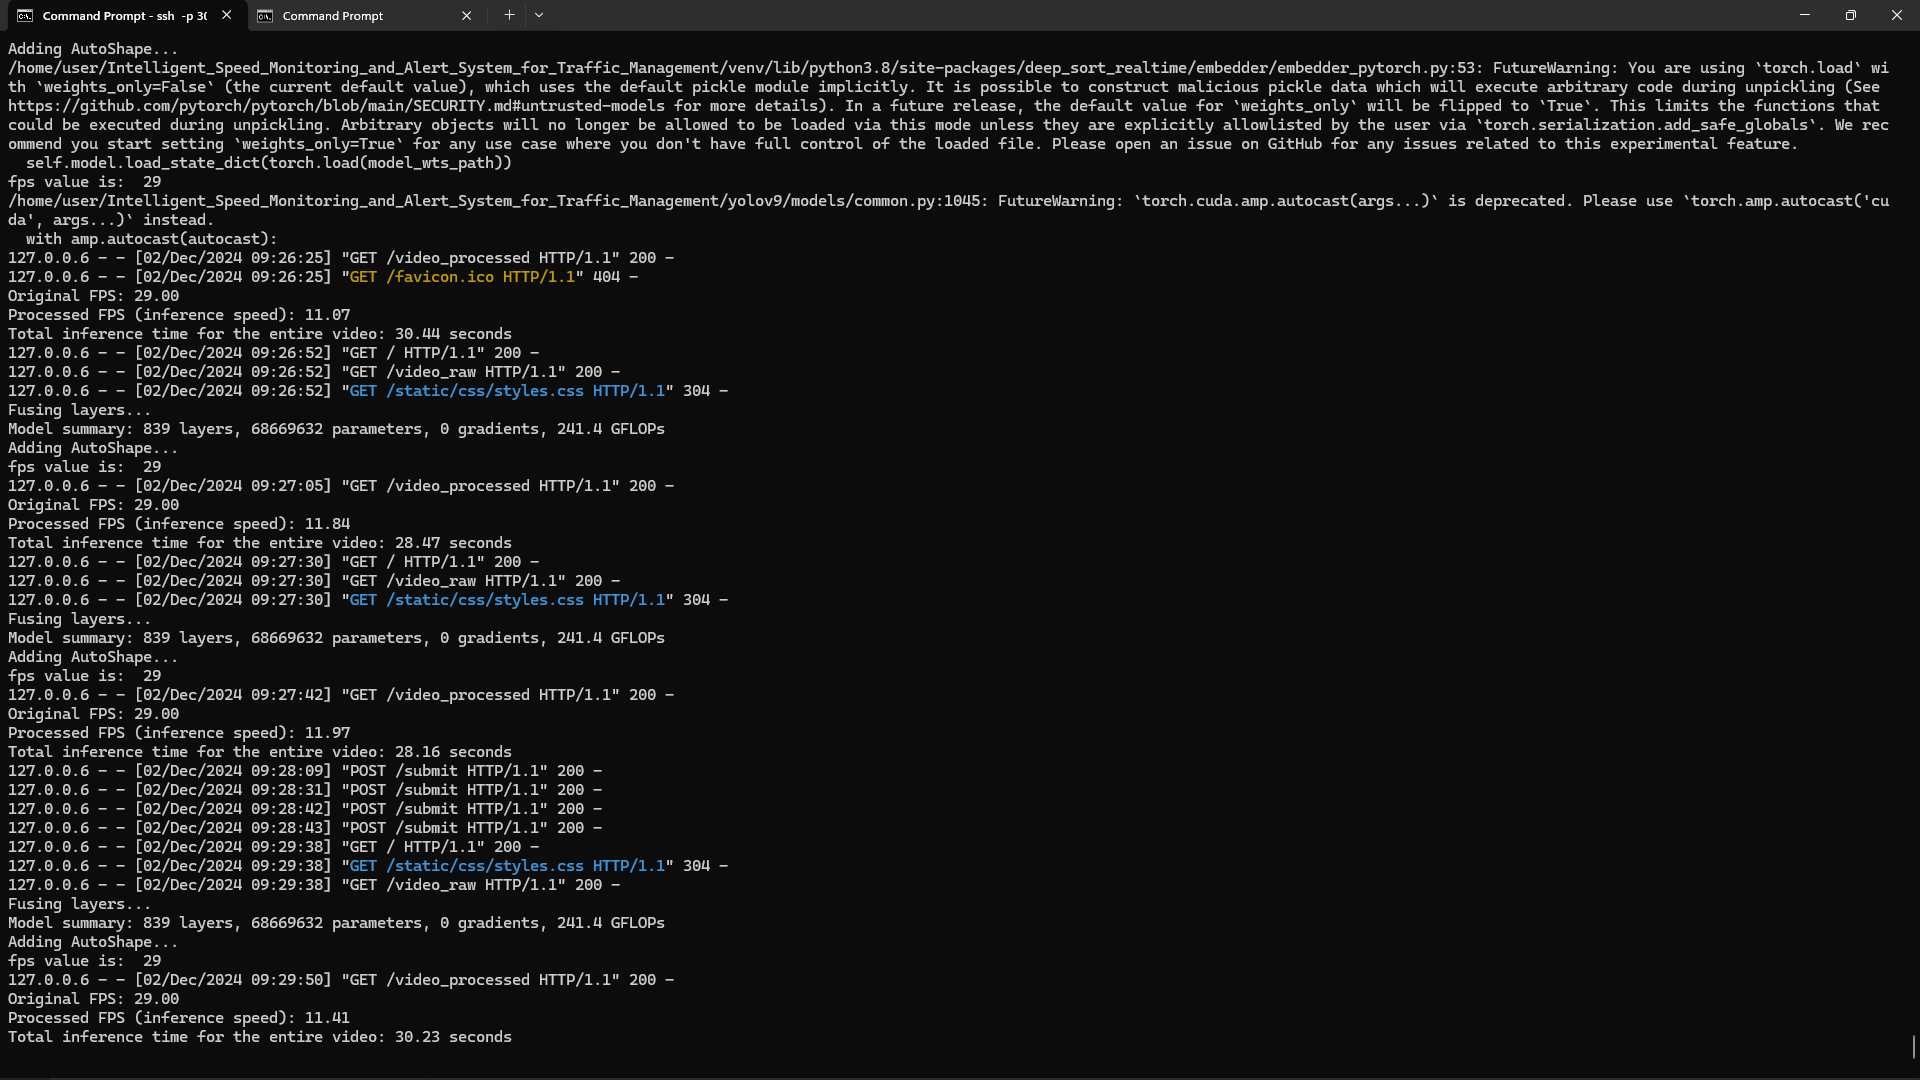 Command Prompt - ssh -p 30
Command Prompt
Adding AutoShape...
/home/user/Intelligent_Speed_Monitoring_and_Alert_System_for_Traffic_Management/venv/lib/python3.8/site-packages/deep_sort_realtime/embedder/embedder_pytorch.py:53: FutureWarning: You are using `torch.load` wi
th `weights_only=False` (the current default value), which uses the default pickle module implicitly. It is possible to construct malicious pickle data which will execute arbitrary code during unpickling (See
https://github.com/pytorch/pytorch/blob/main/SECURITY.md#untrusted-models for more details). In a future release, the default value for `weights_only` will be flipped to `True`. This limits the functions that
could be executed during unpickling. Arbitrary objects will no longer be allowed to be loaded via this mode unless they are explicitly allowlisted by the user via `torch.serialization.add_safe_globals`. We rec
ommend you start setting `weights_only=True` for any use case where you don't have full control of the loaded file. Please open an issue on GitHub for any issues related to this experimental feature.
  self.model.load_state_dict(torch.load(model_wts_path))
fps value is:  29
/home/user/Intelligent_Speed_Monitoring_and_Alert_System_for_Traffic_Management/yolov9/models/common.py:1045: FutureWarning: `torch.cuda.amp.autocast(args...)` is deprecated. Please use `torch.amp.autocast('cu
da', args...)` instead.
  with amp.autocast(autocast):
127.0.0.6 - - [02/Dec/2024 09:26:25] "GET /video_processed HTTP/1.1" 200 -
127.0.0.6 - - [02/Dec/2024 09:26:25] "GET /favicon.ico HTTP/1.1" 404 -
Original FPS: 29.00
Processed FPS (inference speed): 11.07
Total inference time for the entire video: 30.44 seconds
127.0.0.6 - - [02/Dec/2024 09:26:52] "GET / HTTP/1.1" 200 -
127.0.0.6 - - [02/Dec/2024 09:26:52] "GET /video_raw HTTP/1.1" 200 -
127.0.0.6 - - [02/Dec/2024 09:26:52] "GET /static/css/styles.css HTTP/1.1" 304 -
Fusing layers...
Model summary: 839 layers, 68669632 parameters, 0 gradients, 241.4 GFLOPs
Adding AutoShape...
fps value is:  29
127.0.0.6 - - [02/Dec/2024 09:27:05] "GET /video_processed HTTP/1.1" 200 -
Original FPS: 29.00
Processed FPS (inference speed): 11.84
Total inference time for the entire video: 28.47 seconds
127.0.0.6 - - [02/Dec/2024 09:27:30] "GET / HTTP/1.1" 200 -
127.0.0.6 - - [02/Dec/2024 09:27:30] "GET /video_raw HTTP/1.1" 200 -
127.0.0.6 - - [02/Dec/2024 09:27:30] "GET /static/css/styles.css HTTP/1.1" 304 -
Fusing layers...
Model summary: 839 layers, 68669632 parameters, 0 gradients, 241.4 GFLOPs
Adding AutoShape...
fps value is:  29
127.0.0.6 - - [02/Dec/2024 09:27:42] "GET /video_processed HTTP/1.1" 200 -
Original FPS: 29.00
Processed FPS (inference speed): 11.97
Total inference time for the entire video: 28.16 seconds
127.0.0.6 - - [02/Dec/2024 09:28:09] "POST /submit HTTP/1.1" 200 -
127.0.0.6 - - [02/Dec/2024 09:28:31] "POST /submit HTTP/1.1" 200 -
127.0.0.6 - - [02/Dec/2024 09:28:42] "POST /submit HTTP/1.1" 200 -
127.0.0.6 - - [02/Dec/2024 09:28:43] "POST /submit HTTP/1.1" 200 -
127.0.0.6 - - [02/Dec/2024 09:29:38] "GET / HTTP/1.1" 200 -
127.0.0.6 - - [02/Dec/2024 09:29:38] "GET /static/css/styles.css HTTP/1.1" 304 -
127.0.0.6 - - [02/Dec/2024 09:29:38] "GET /video_raw HTTP/1.1" 200 -
Fusing layers...
Model summary: 839 layers, 68669632 parameters, 0 gradients, 241.4 GFLOPs
Adding AutoShape...
fps value is:  29
127.0.0.6 - - [02/Dec/2024 09:29:50] "GET /video_processed HTTP/1.1" 200 -
Original FPS: 29.00
Processed FPS (inference speed): 11.41
Total inference time for the entire video: 30.23 seconds